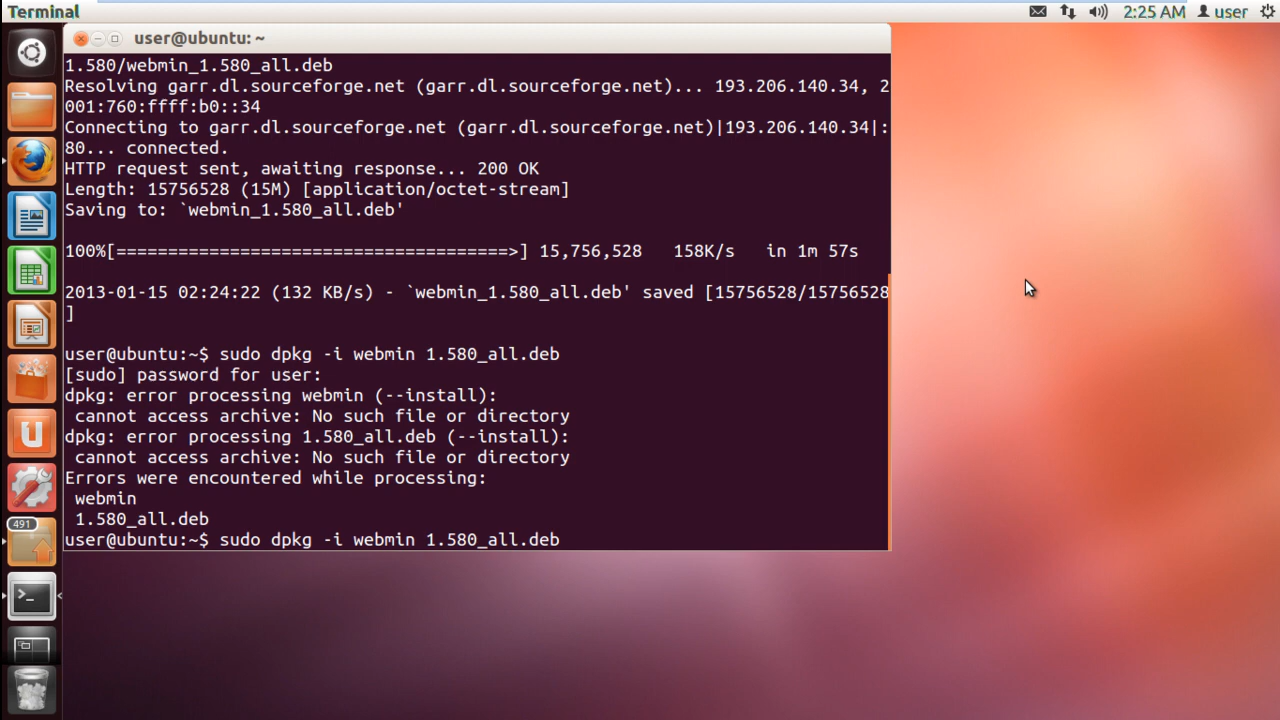 Terminal
2:25 AM
user
user@ubuntu: ~
1.580/webmin_1.580_all.deb
Resolving garr.dl.sourceforge.net (garr.dl.sourceforge.net)... 193.206.140.34, 2
001:760:ffff:b0::34
Connecting to garr.dl.sourceforge.net (garr.dl.sourceforge.net)|193.206.140.34|:
80... connected.
HTTP request sent, awaiting response... 200 OK
Length: 15756528 (15M) [application/octet-stream]
Saving to: `webmin_1.580_all.deb'
100%[======================================>] 15,756,528   158K/s   in 1m 57s
2013-01-15 02:24:22 (132 KB/s) - `webmin_1.580_all.deb' saved [15756528/15756528
]
user@ubuntu:~$ sudo dpkg -i webmin 1.580_all.deb
[sudo] password for user:
dpkg: error processing webmin (--install):
 cannot access archive: No such file or directory
dpkg: error processing 1.580_all.deb (--install):
 cannot access archive: No such file or directory
Errors were encountered while processing:
 webmin
 1.580_all.deb
user@ubuntu:~$ sudo dpkg -i webmin 1.580_all.deb
491